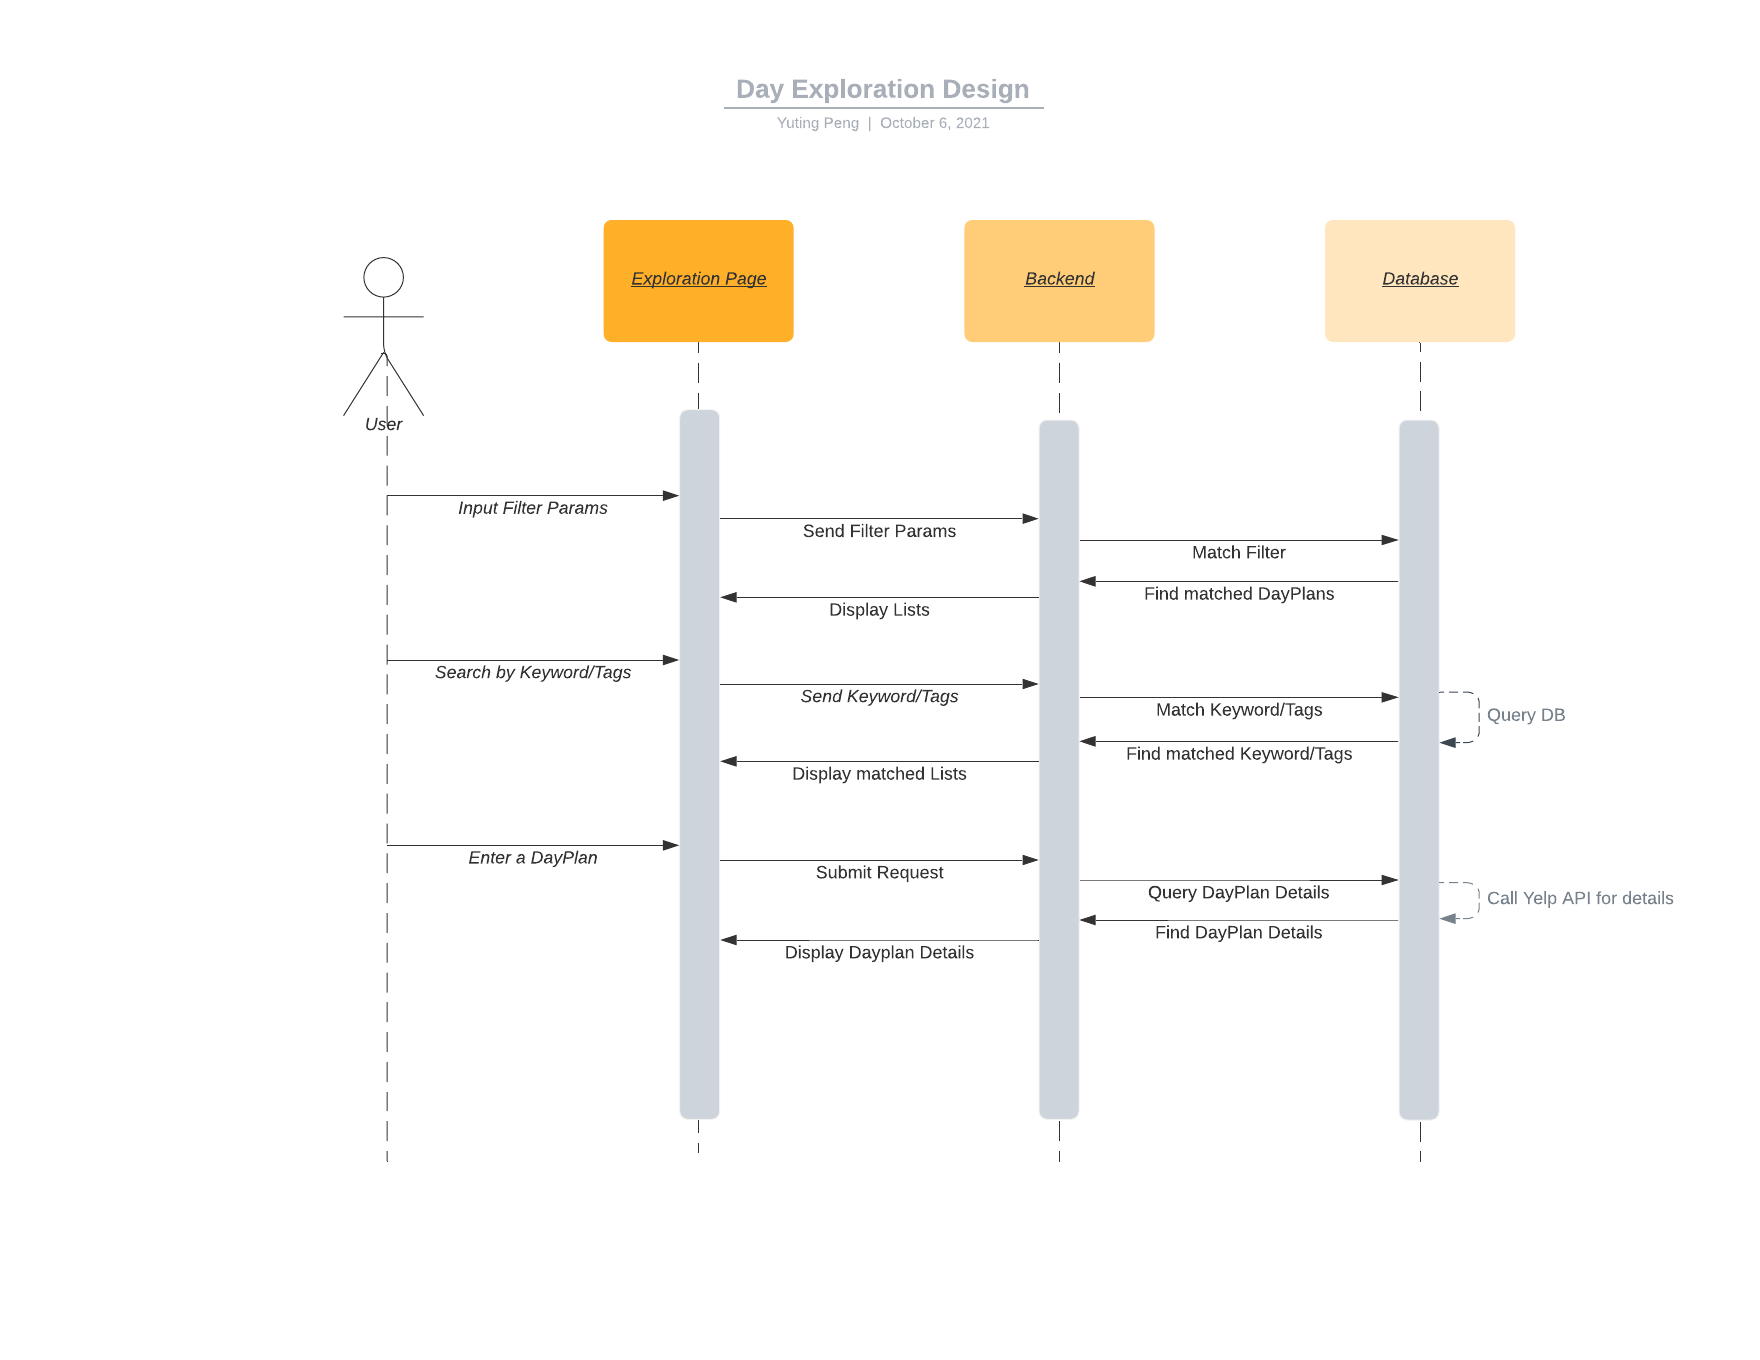 Day Exploration Design
Yuting Peng | October 6, 2021
Exploration Page
Backend
Database
User
Input Filter Params
Send Filter Params
Match Filter
Find matched DayPlans
Display Lists
Search by Keyword/Tags
Send Keyword/Tags
Match Keyword/Tags
Query DB
Find matched Keyword/Tags
Display matched Lists
Enter a DayPlan
Submit Request
Query DayPlan Details
Call Yelp API for details
Find DayPlan Details
Display Dayplan Details